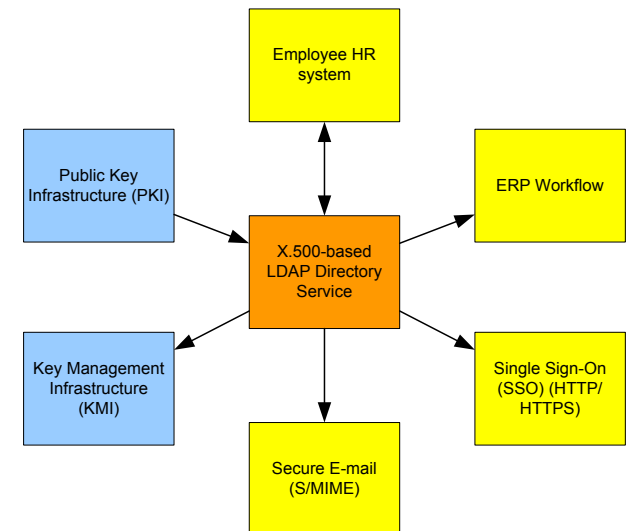 Employee HR
system
Public Key
Infrastructure (PKI)
ERP Workflow
X.500-based
LDAP Directory
Service
Key Management
Infrastructure
(KMI)
Single Sign-On
(SSO) (HTTP/
HTTPS)
Secure E-mail
(S/MIME)